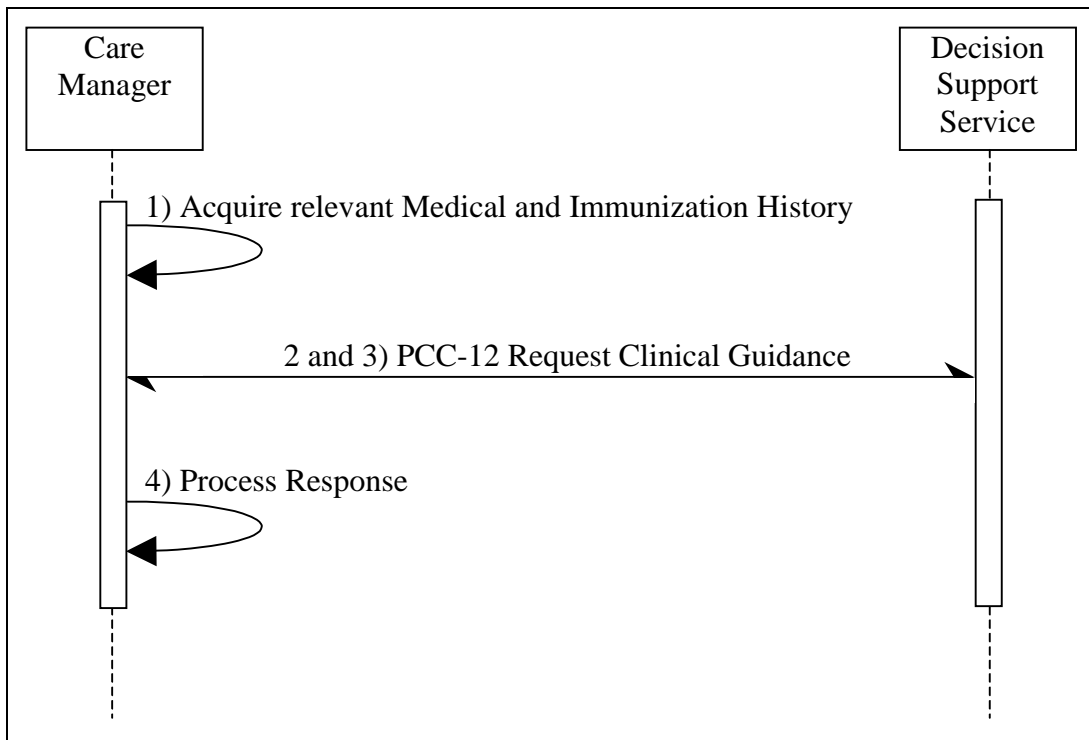 Care
Manager
Decision
Support
Service
1) Acquire relevant Medical and Immunization History
2 and 3) PCC-12 Request Clinical Guidance
4) Process Response